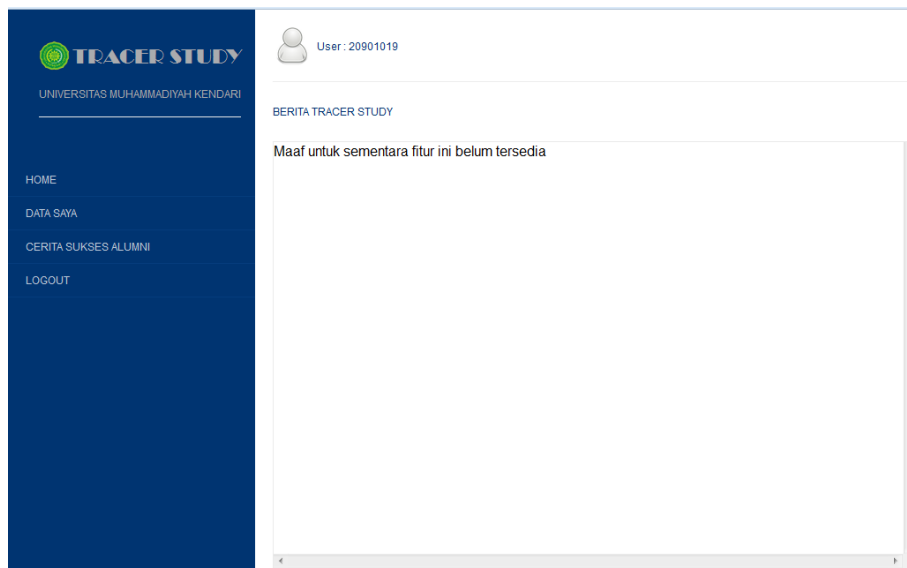 TRACER STUDY
UNIVERSITAS MUHAMMADIYAH KENDARI
HOME
DATA SAYA
CERITA SUKSES ALUMNI
LOGOUT
User : 20901019
BERITA TRACER STUDY
Maaf untuk sementara fitur ini belum tersedia